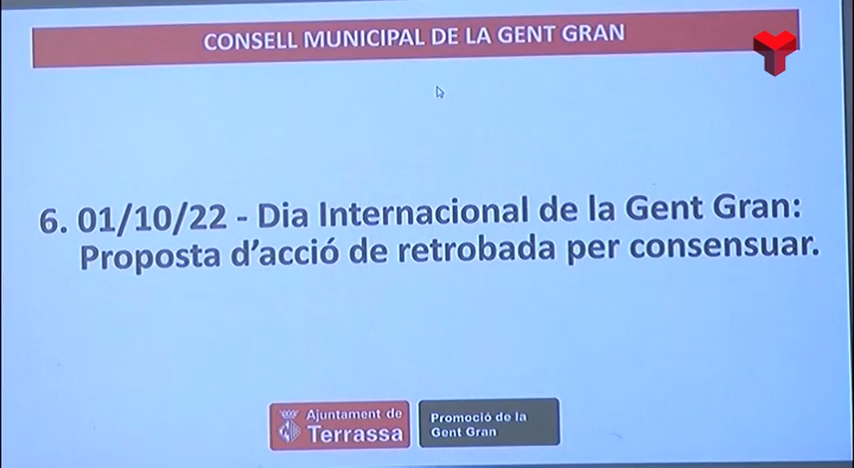 CONSELL MUNICIPAL DE LA GENT GRAN
6. 01/10/22 - Dia Internacional de la Gent Gran:
Proposta d'acció de retrobada per consensuar.
Ajuntament de
Terrassa
Promoció de la
Gent Gran